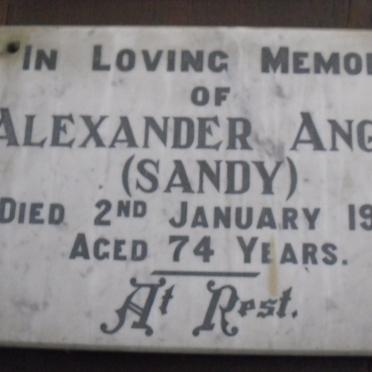 In Loving Memo
of
Alexander Ang
(Sandy)
Died 2nd January 19
Aged 74 Years.
At Rest.